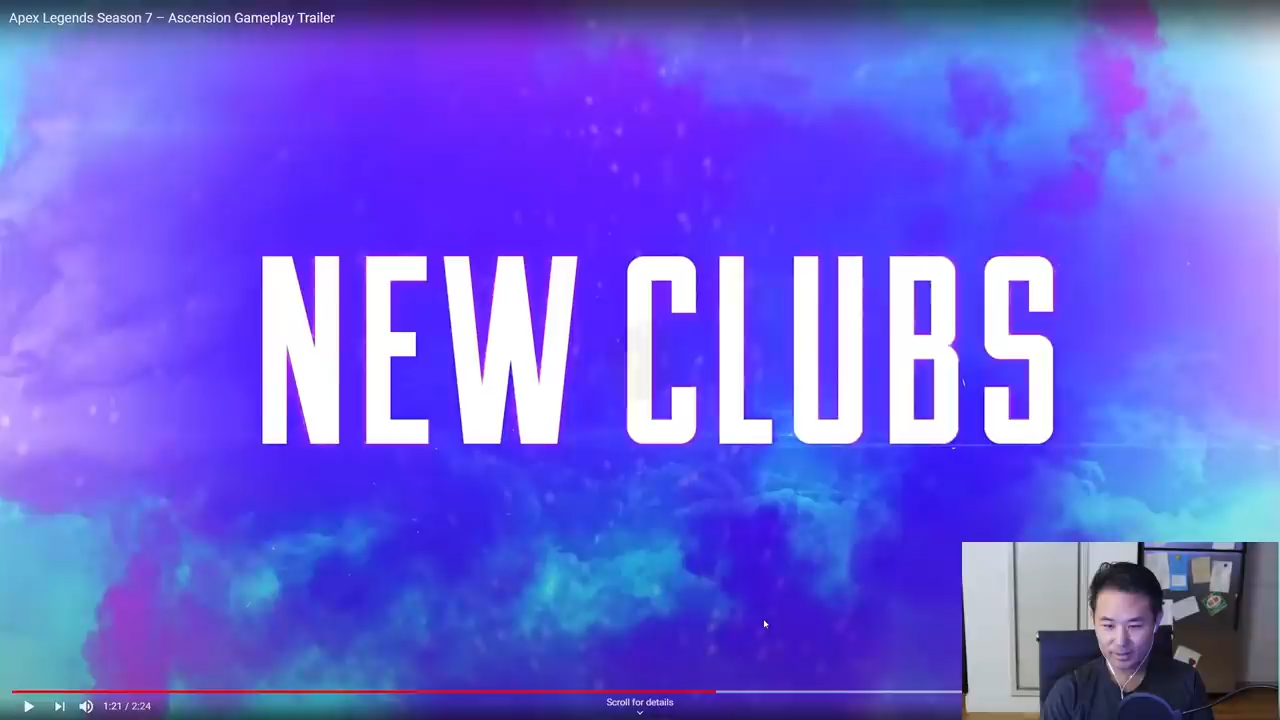 Apex Legends Season 7 – Ascension Gameplay Trailer
NEW CLUBS
1:21 / 2:24
Scroll for details